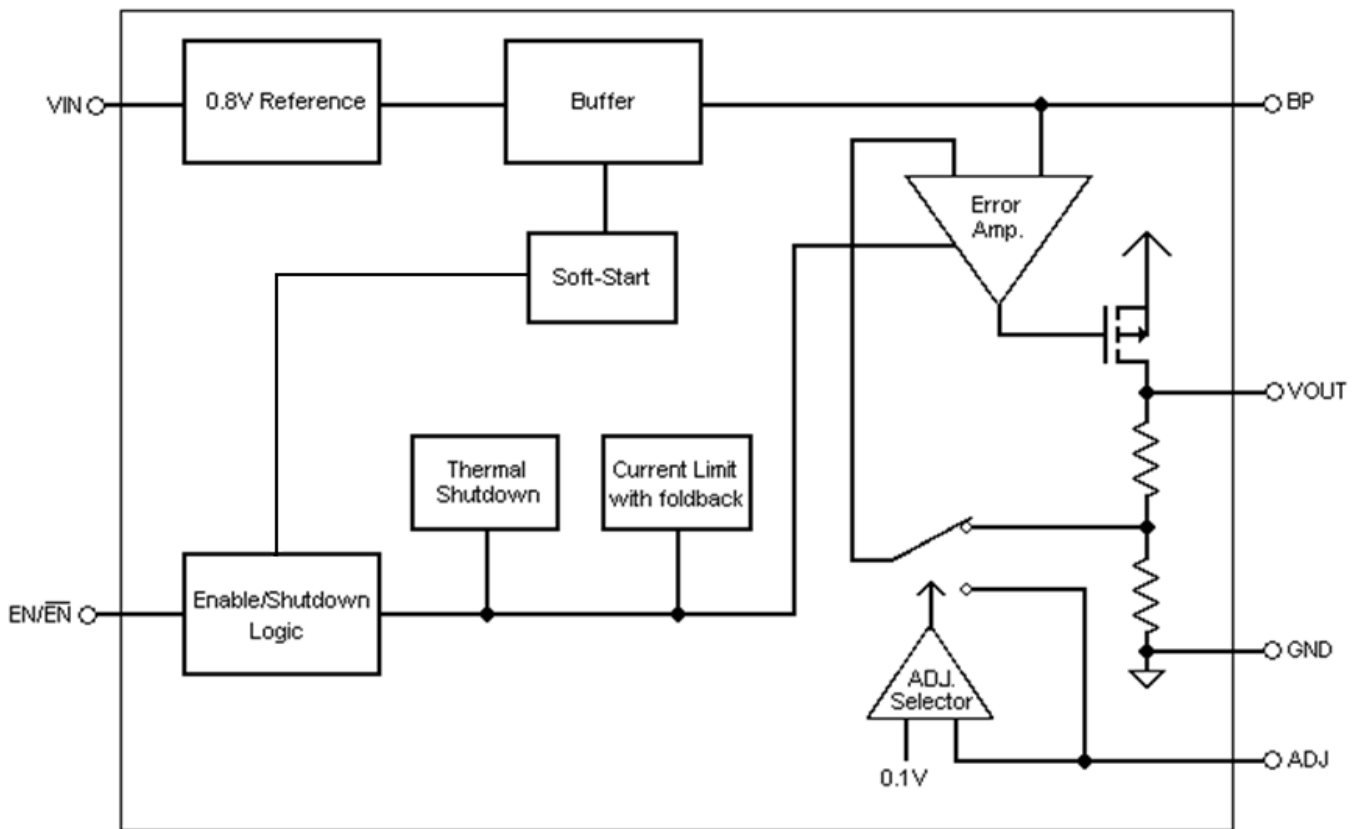 VIN
0.8V Reference
Buffer
BP
Error
Amp.
Soft-Start
VOUT
Thermal
Shutdown
Current Limit
with foldback
EN/E̅N̅
Enable/Shutdown
Logic
GND
ADJ.
Selector
0.1V
ADJ